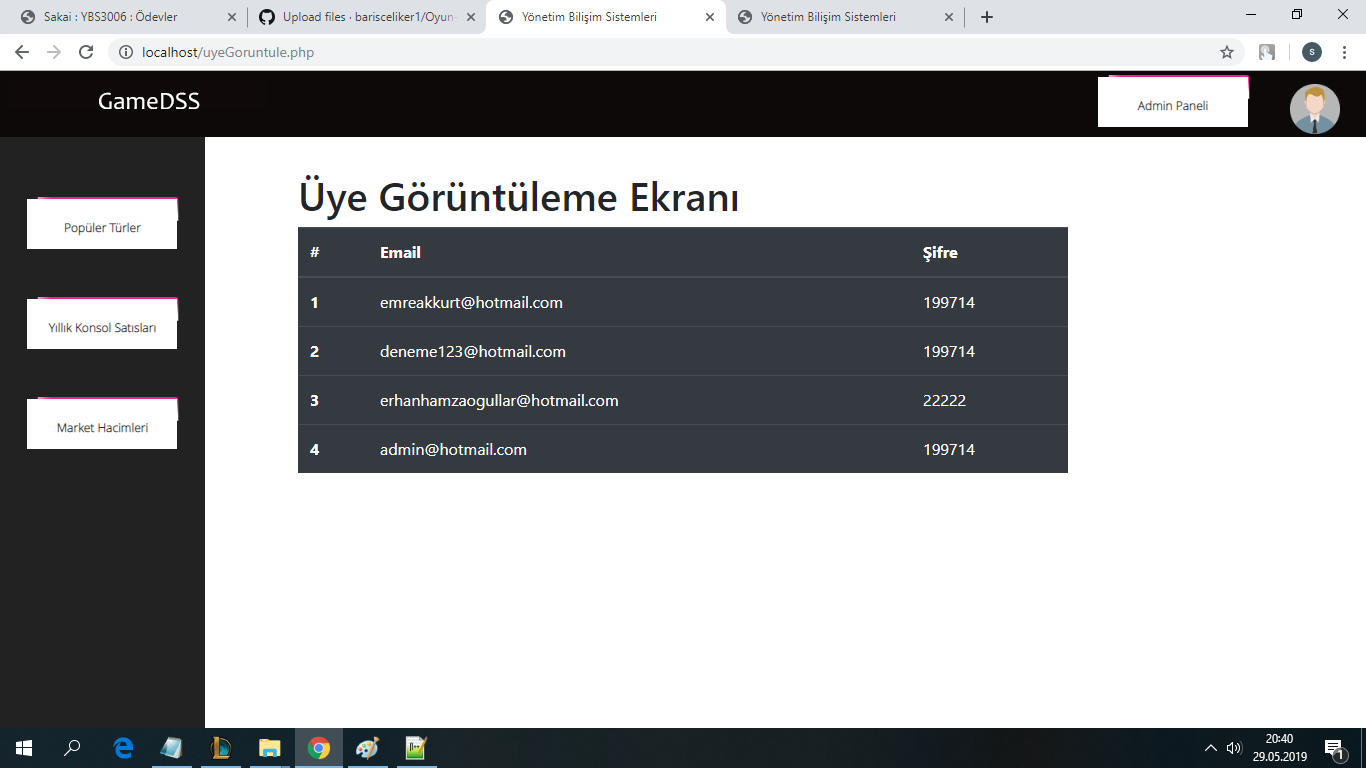 Sakai : YBS3006 : Ödevler
Upload files · barisceliker1/Oyun-
Yönetim Bilişim Sistemleri
Yönetim Bilişim Sistemleri
localhost/uyeGoruntule.php
S
GameDSS
Admin Paneli
Popüler Türler
Yıllık Konsol Satısları
Market Hacimleri
Üye Görüntüleme Ekranı
# Email Şifre
1 emreakkurt@hotmail.com 199714
2 deneme123@hotmail.com 199714
3 erhanhamzaogullar@hotmail.com 22222
4 admin@hotmail.com 199714
20:40
29.05.2019
1